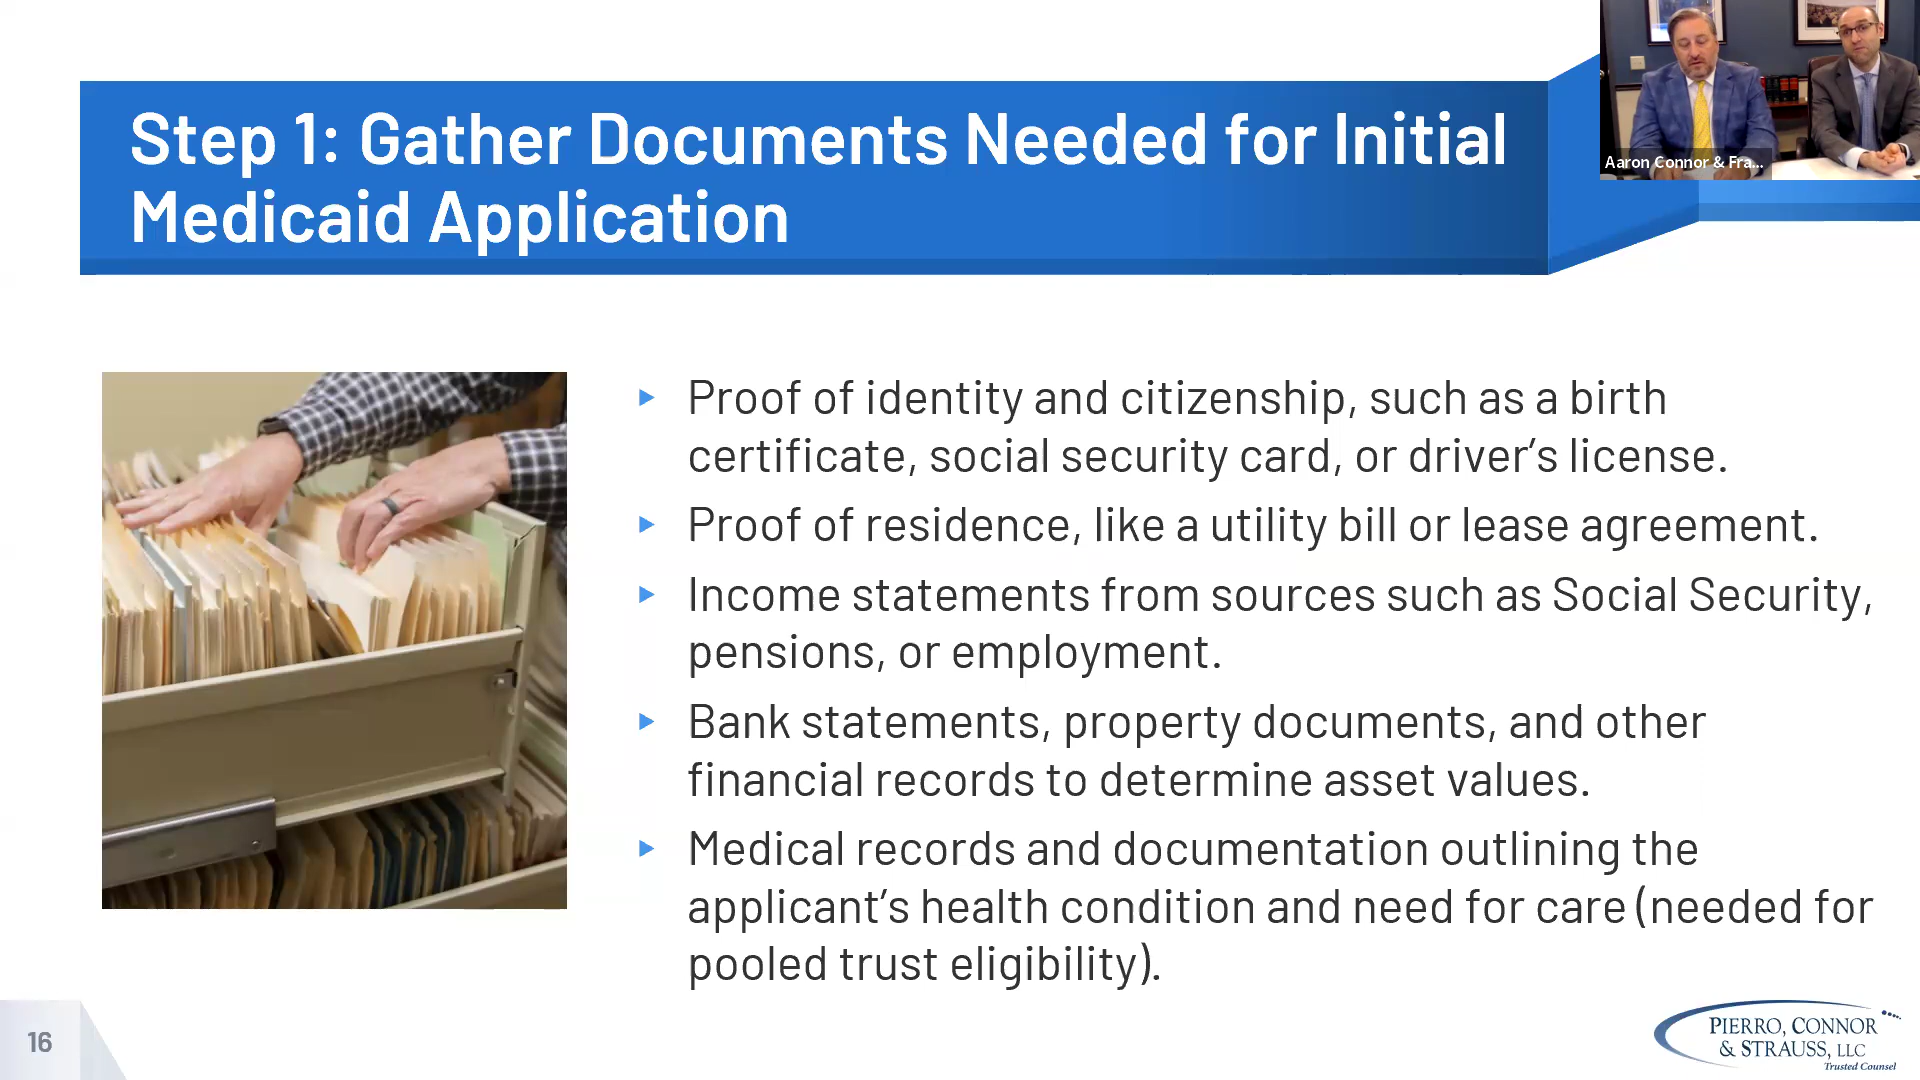 Step 1: Gather Documents Needed for Initial
Medicaid Application
Aaron Connor & Fra...
Proof of identity and citizenship, such as a birth
certificate, social security card, or driver’s license.
Proof of residence, like a utility bill or lease agreement.
Income statements from sources such as Social Security,
pensions, or employment.
Bank statements, property documents, and other
financial records to determine asset values.
Medical records and documentation outlining the
applicant’s health condition and need for care (needed for
pooled trust eligibility).
16
PIERRO, CONNOR
& STRAUSS, LLC
Trusted Counsel